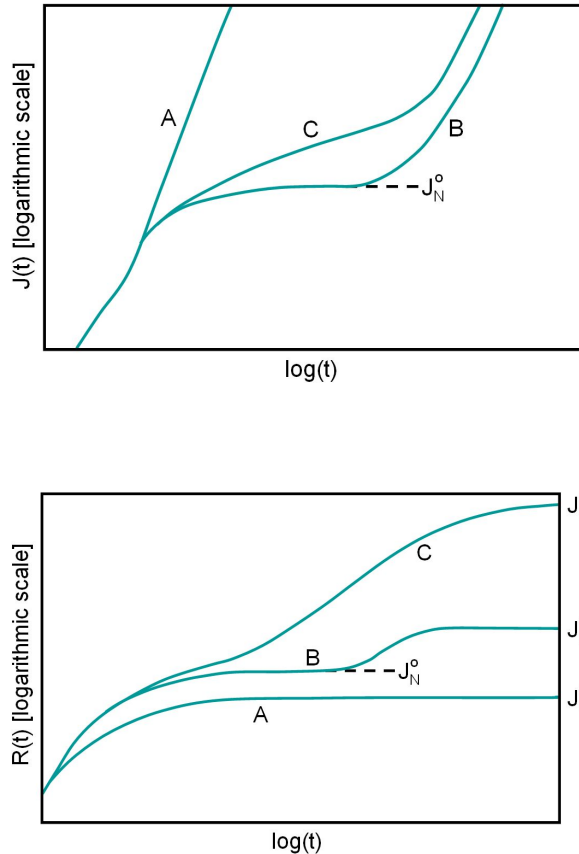 J(t) [logarithmic scale]
A
C
B
J°N
log(t)
R(t) [logarithmic scale]
J
C
J
B
J°N
J
A
log(t)